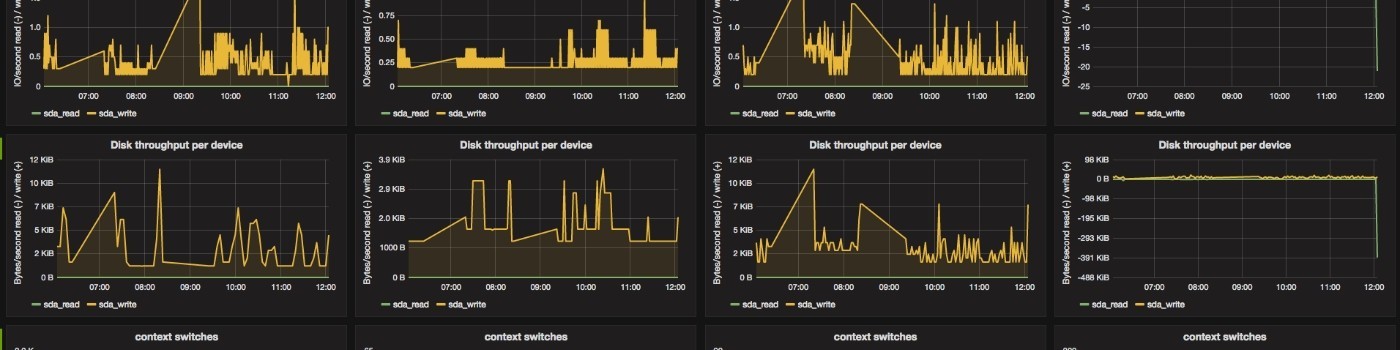 1.0
0.5
0
IO/second read (-) / w
07:00 08:00 09:00 10:00 11:00 12:00
sda_read sda_write
0.75
0.50
0.25
0
IO/second read (-) / w
07:00 08:00 09:00 10:00 11:00 12:00
sda_read sda_write
1.0
0.5
0
IO/second read (-) / w
07:00 08:00 09:00 10:00 11:00 12:00
sda_read sda_write
-5
-10
-15
-20
-25
IO/second read (-) / w
07:00 08:00 09:00 10:00 11:00 12:00
sda_read sda_write
Disk throughput per device
12 KiB
10 KiB
7 KiB
5 KiB
2 KiB
0 B
Bytes/second read (-) / write (+)
07:00 08:00 09:00 10:00 11:00 12:00
sda_read sda_write
Disk throughput per device
3.9 KiB
2.9 KiB
2.0 KiB
1000 B
0 B
Bytes/second read (-) / write (+)
07:00 08:00 09:00 10:00 11:00 12:00
sda_read sda_write
Disk throughput per device
12 KiB
10 KiB
7 KiB
5 KiB
2 KiB
0 B
Bytes/second read (-) / write (+)
07:00 08:00 09:00 10:00 11:00 12:00
sda_read sda_write
Disk throughput per device
98 KiB
0 B
-98 KiB
-195 KiB
-293 KiB
-391 KiB
-488 KiB
Bytes/second read (-) / write (+)
07:00 08:00 09:00 10:00 11:00 12:00
sda_read sda_write
context switches
context switches
context switches
context switches